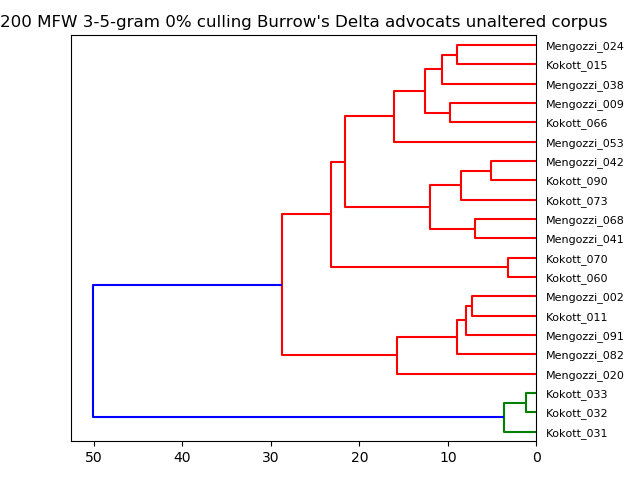 200 MFW 3-5-gram 0% culling Burrow's Delta advocats unaltered corpus
Mengozzi_024
Kokott_015
Mengozzi_038
Mengozzi_009
Kokott_066
Mengozzi_053
Mengozzi_042
Kokott_090
Kokott_073
Mengozzi_068
Mengozzi_041
Kokott_070
Kokott_060
Mengozzi_002
Kokott_011
Mengozzi_091
Mengozzi_082
Mengozzi_020
Kokott_033
Kokott_032
Kokott_031
50 40 30 20 10 0